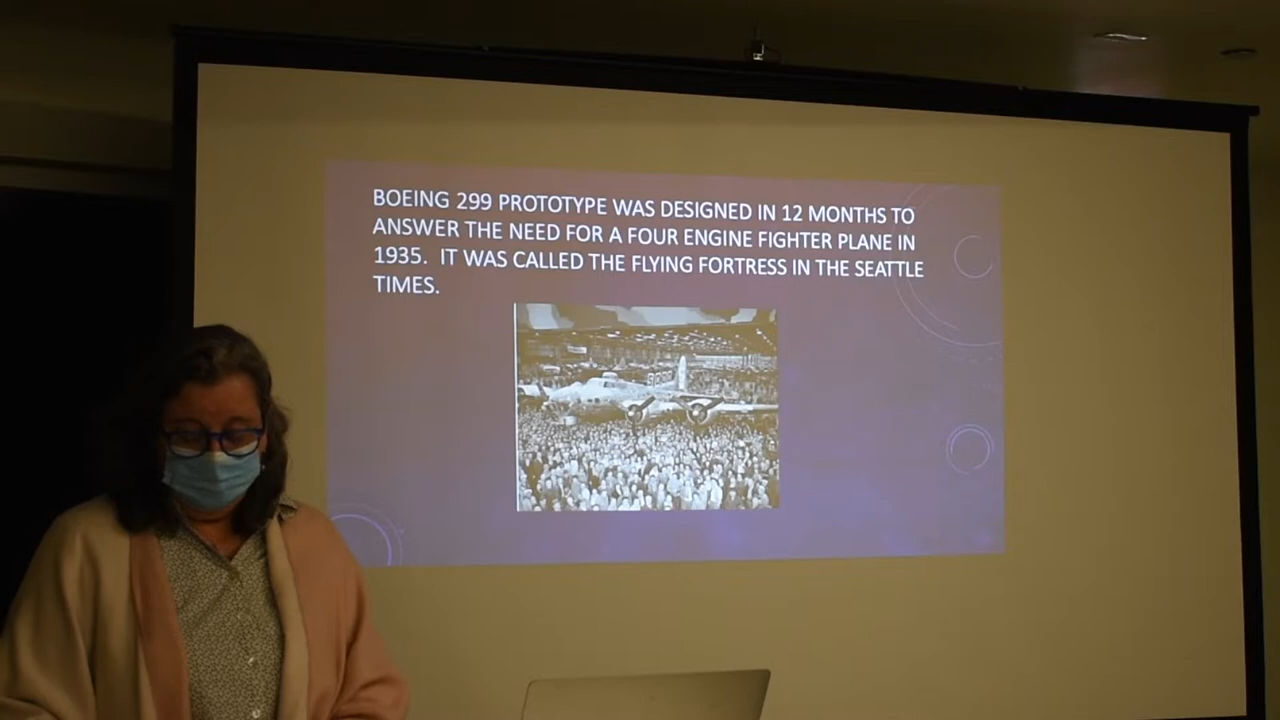 BOEING 299 PROTOTYPE WAS DESIGNED IN 12 MONTHS TO
ANSWER THE NEED FOR A FOUR ENGINE FIGHTER PLANE IN
1935. IT WAS CALLED THE FLYING FORTRESS IN THE SEATTLE
TIMES.